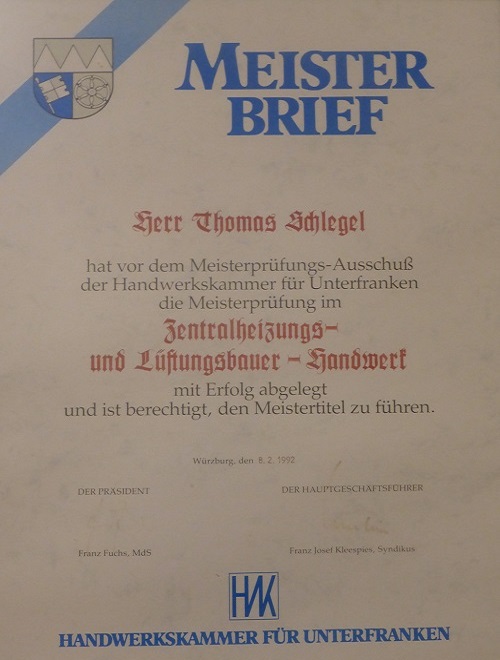 MEISTER
BRIEF
Herr Thomas Schlegel
hat vor dem Meisterprüfungs-Ausschuß
der Handwerkskammer für Unterfranken
die Meisterprüfung im
Zentralheizungs-
und Lüftungsbauer - Handwerk
mit Erfolg abgelegt
und ist berechtigt, den Meistertitel zu führen.
Würzburg, den 8. 2. 1992
DER PRÄSIDENT DER HAUPTGESCHÄFTSFÜHRER
Franz Fuchs, MdS Franz Josef Kleespies, Syndikus
HWK
HANDWERKSKAMMER FÜR UNTERFRANKEN